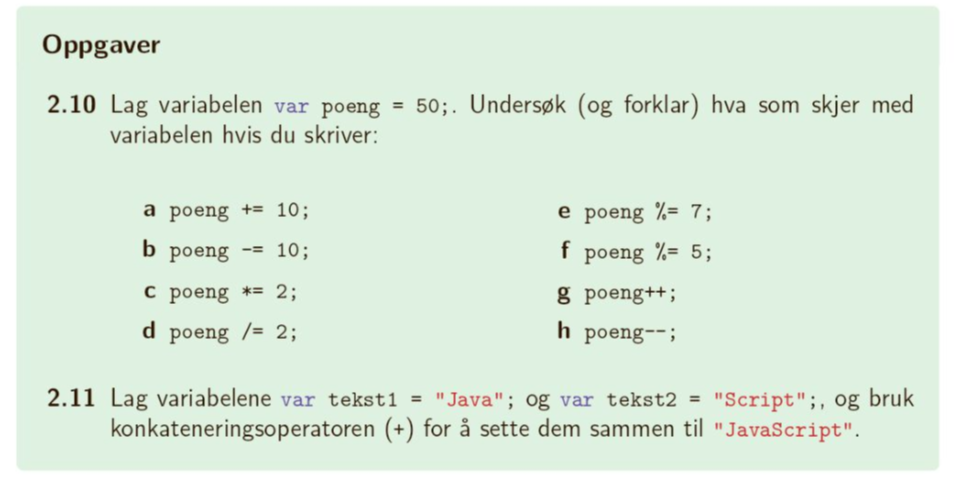 Oppgaver
2.10 Lag variabelen var poeng = 50;. Undersøk (og forklar) hva som skjer med
variabelen hvis du skriver:
a poeng += 10;
b poeng -= 10;
c poeng *= 2;
d poeng /= 2;
e poeng %= 7;
f poeng %= 5;
g poeng++;
h poeng--;
2.11 Lag variabelene var tekst1 = "Java"; og var tekst2 = "Script";, og bruk
konkateneringsoperatoren (+) for å sette dem sammen til "JavaScript".